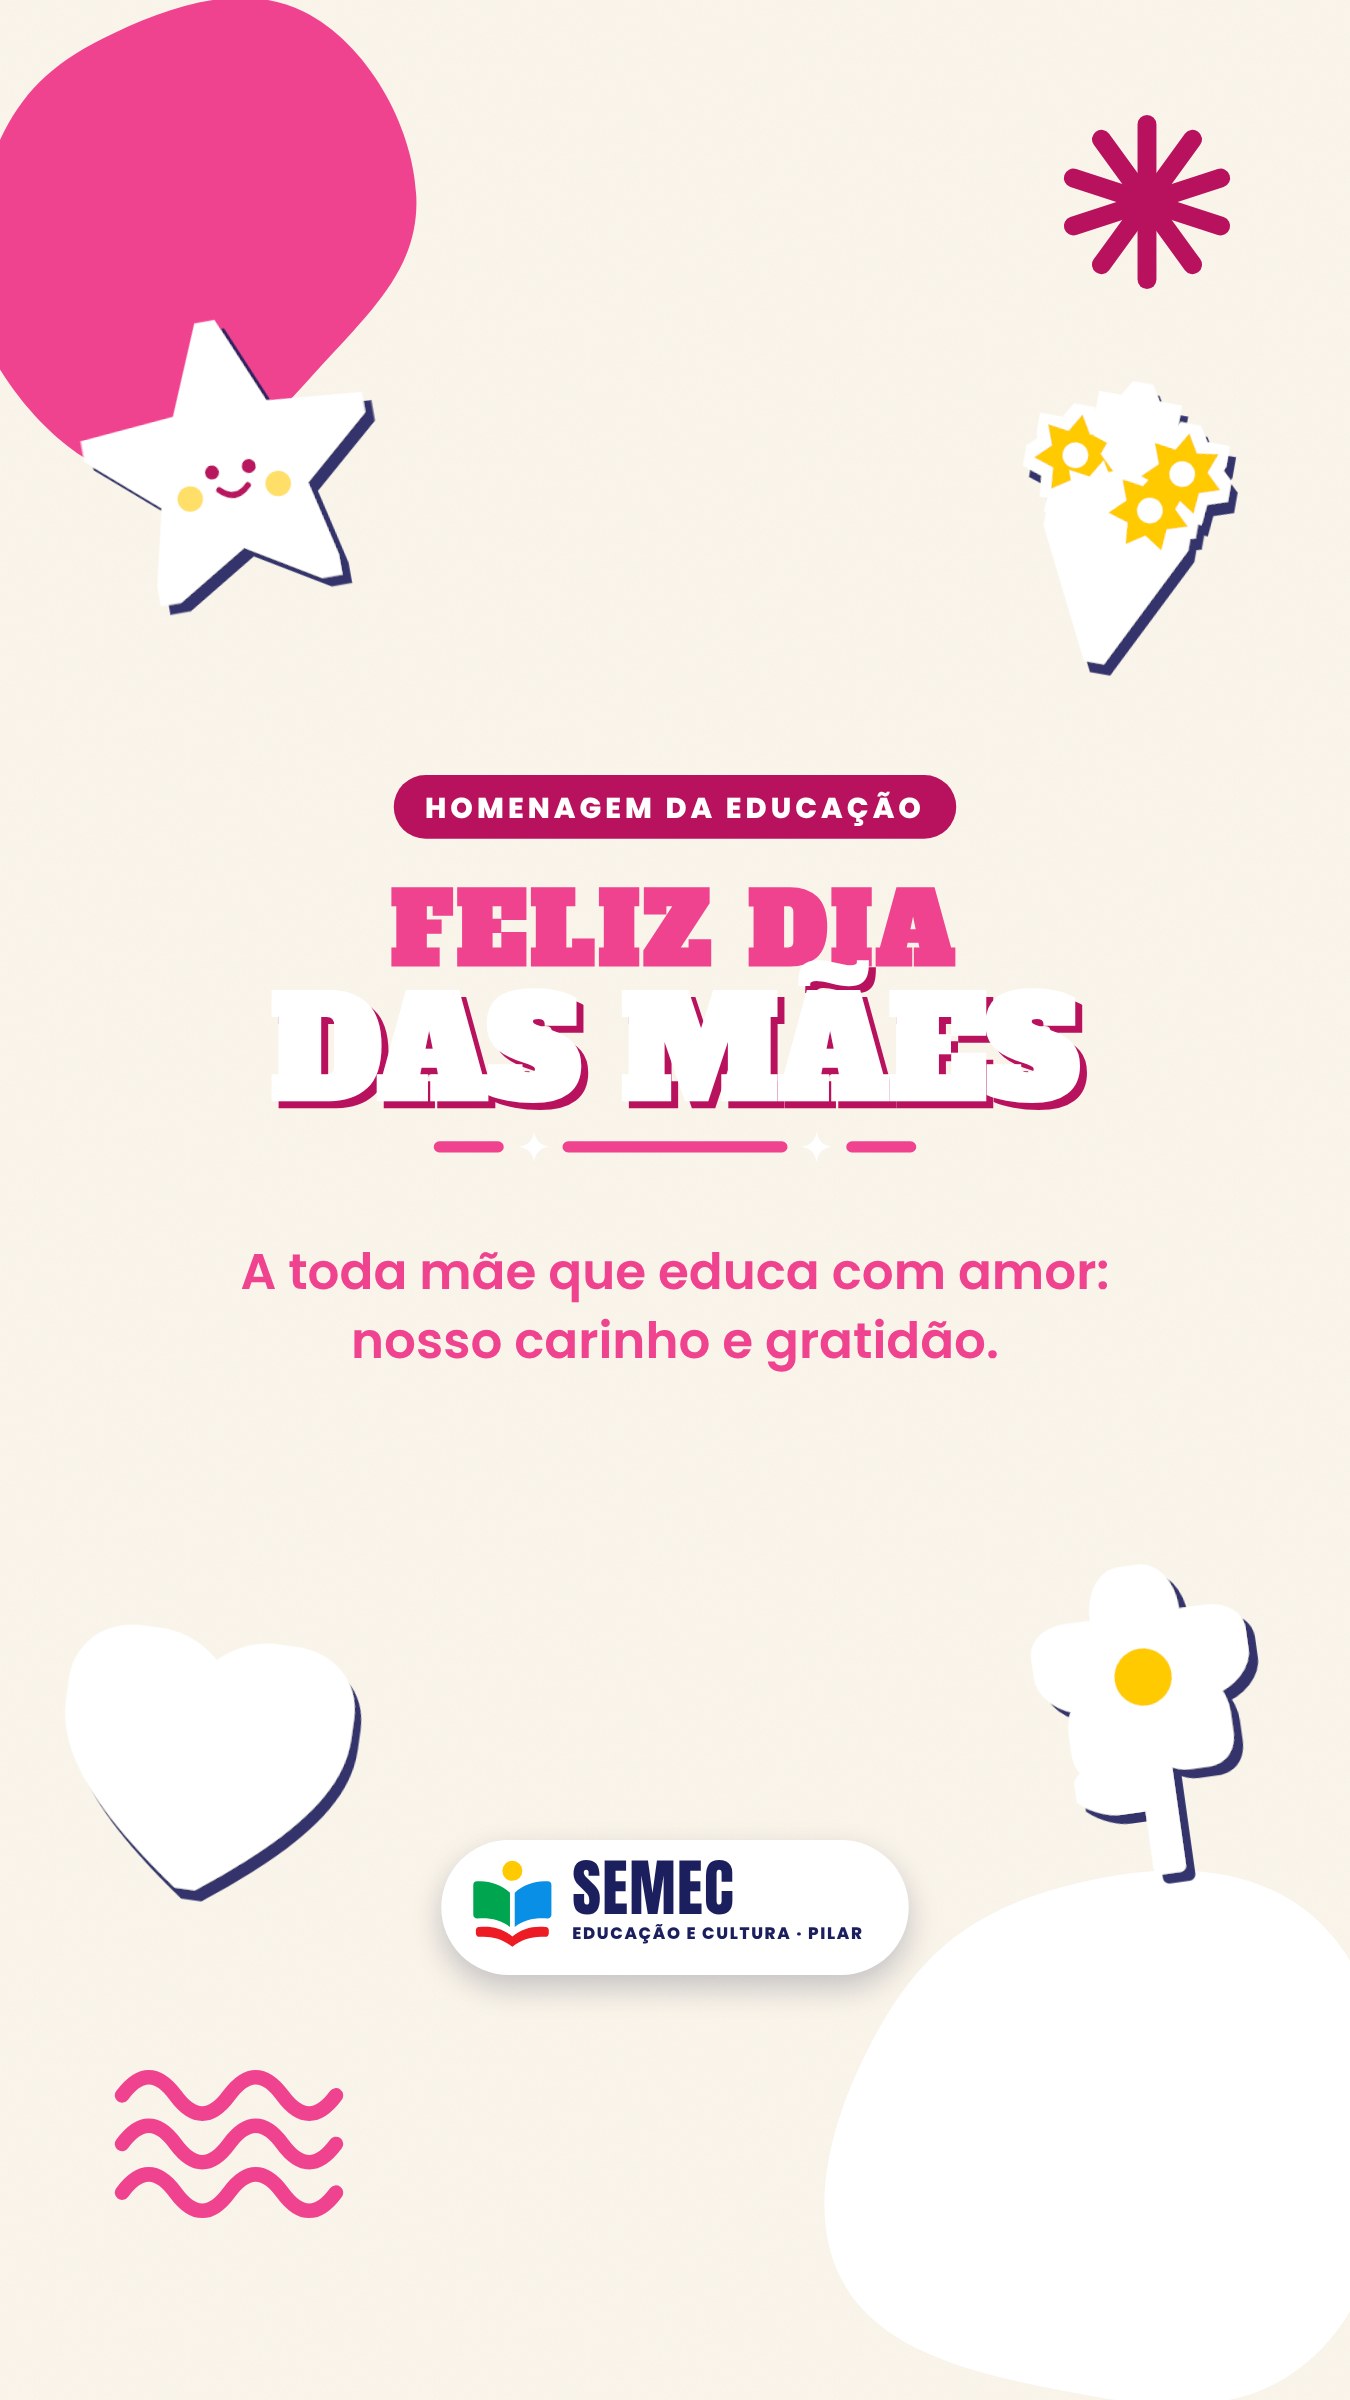 HOMENAGEM DA EDUCAÇÃO
FELIZ DIA
DAS MÃES
A toda mãe que educa com amor:
nosso carinho e gratidão.
SEMEC
EDUCAÇÃO E CULTURA · PILAR